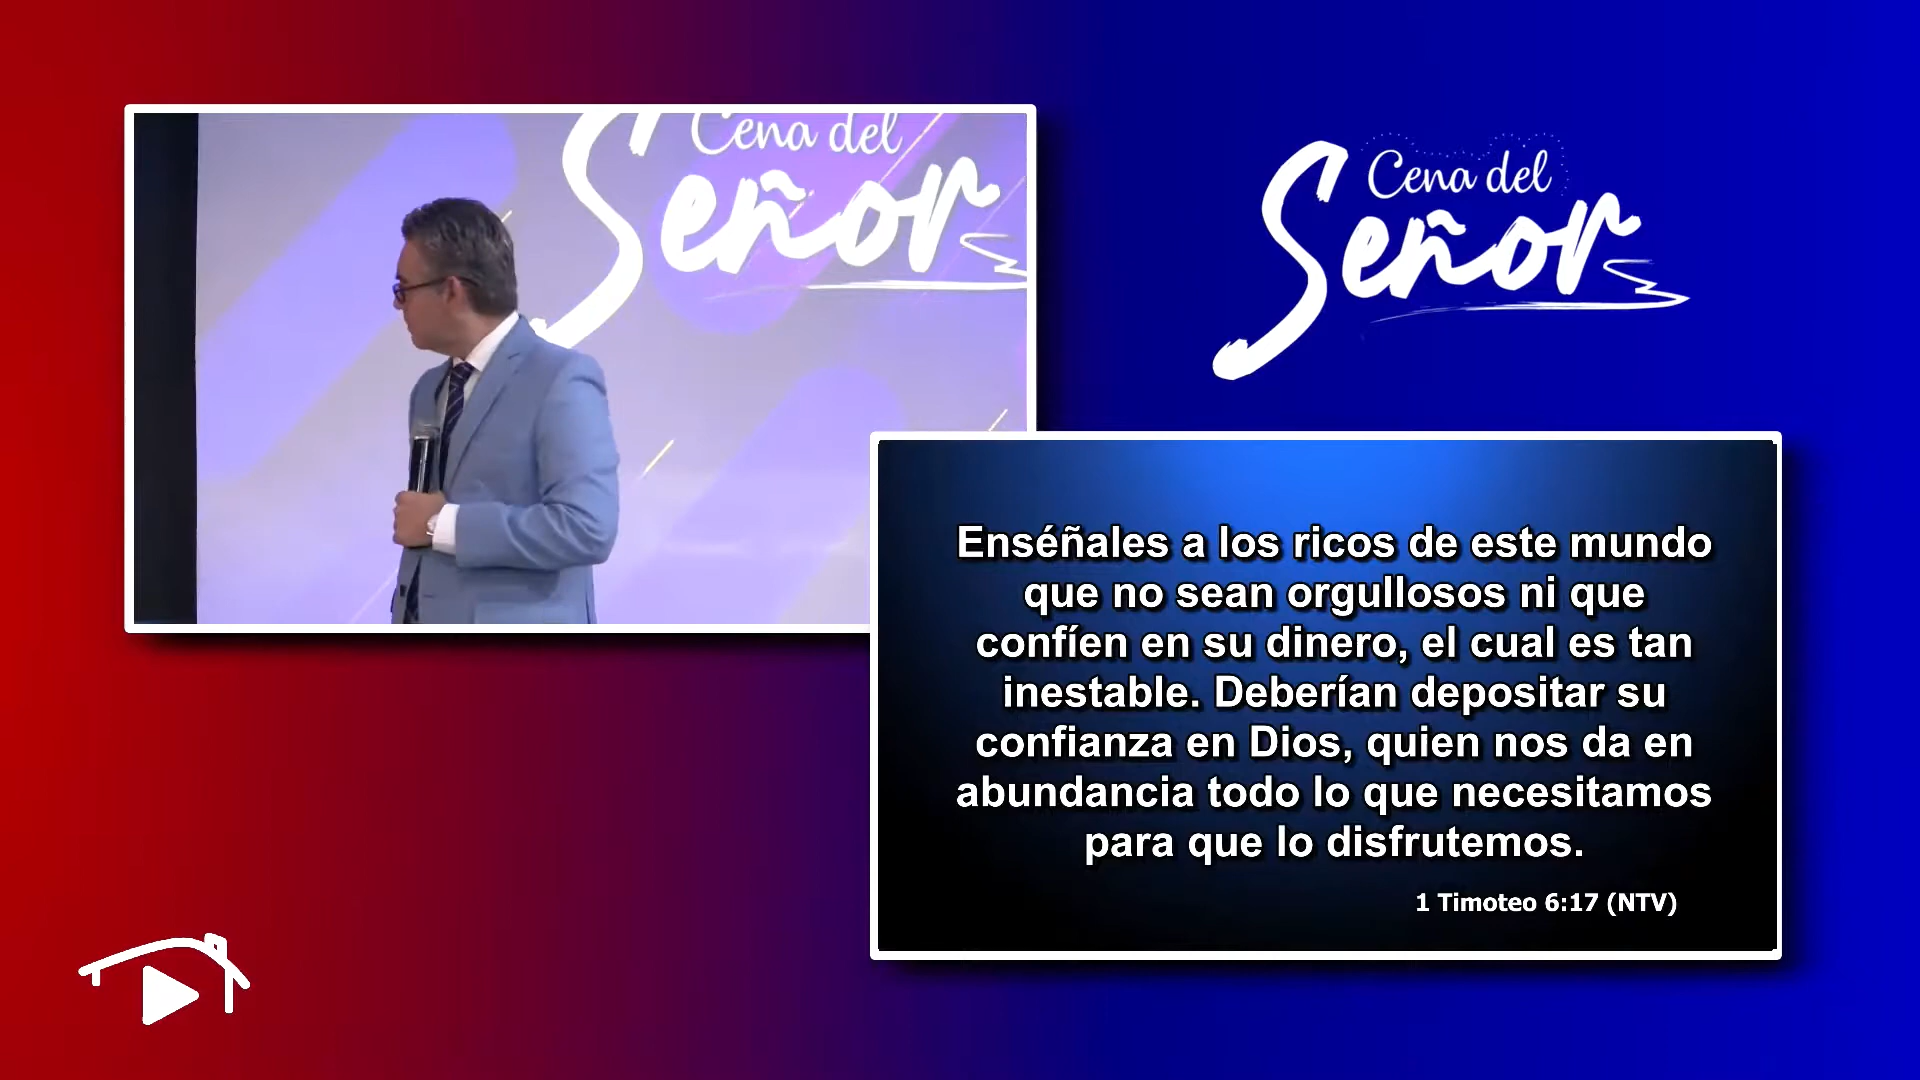 Cena del
Señor
Cena del
Señor
Enséñales a los ricos de este mundo
que no sean orgullosos ni que
confíen en su dinero, el cual es tan
inestable. Deberían depositar su
confianza en Dios, quien nos da en
abundancia todo lo que necesitamos
para que lo disfrutemos.
1 Timoteo 6:17 (NTV)